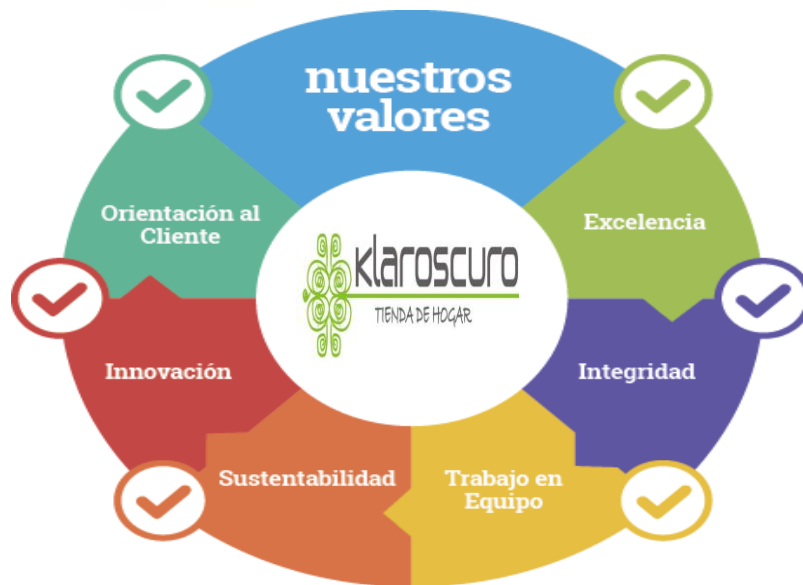 nuestros
valores
Excelencia
Integridad
Trabajo en
Equipo
Sustentabilidad
Innovación
Orientación al
Cliente
klaroscuro
TIENDA DE HOGAR